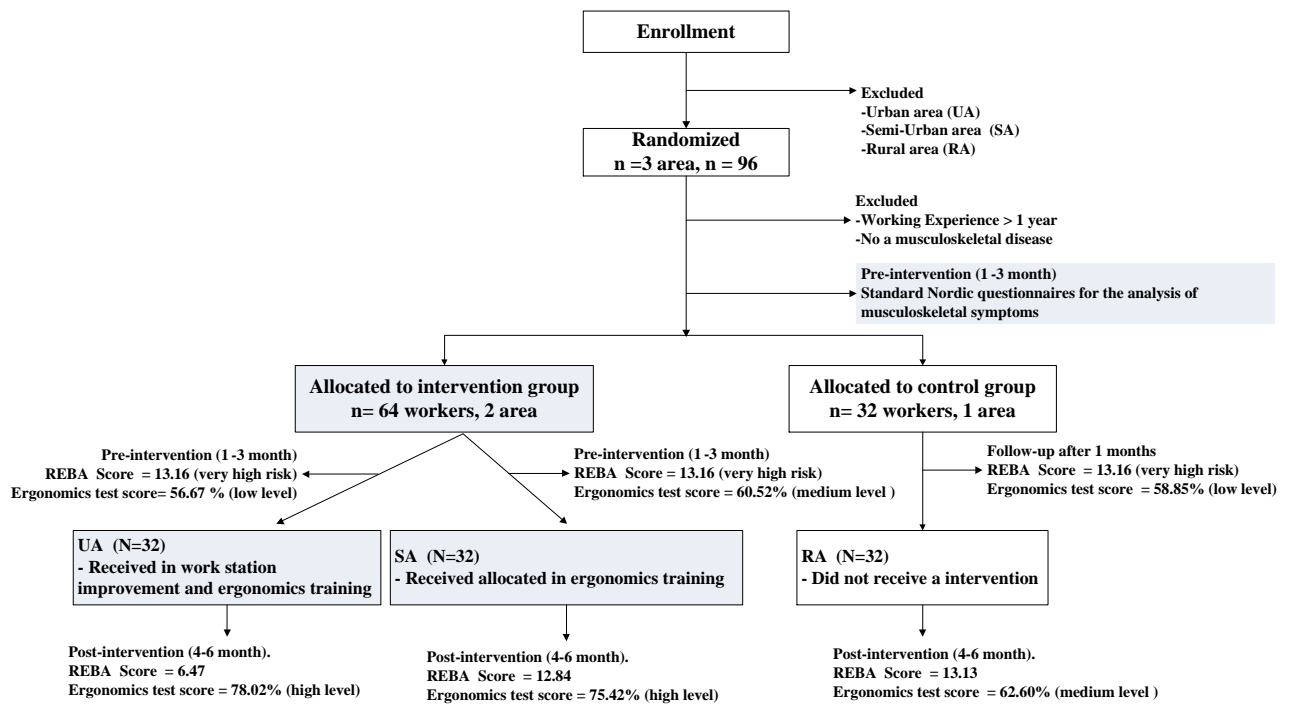 Enrollment
Excluded
-Urban area (UA)
-Semi-Urban area (SA)
-Rural area (RA)
Randomized
n =3 area, n = 96
Excluded
-Working Experience > 1 year
-No a musculoskeletal disease
Pre-intervention (1 -3 month)
Standard Nordic questionnaires for the analysis of
musculoskeletal symptoms
Allocated to intervention group
n= 64 workers, 2 area
Allocated to control group
n= 32 workers, 1 area
Pre-intervention (1 -3 month)
REBA Score = 13.16 (very high risk)
Ergonomics test score= 56.67 % (low level)
Pre-intervention (1 -3 month)
REBA Score = 13.16 (very high risk)
Ergonomics test score = 60.52% (medium level )
Follow-up after 1 months
REBA Score = 13.16 (very high risk)
Ergonomics test score = 58.85% (low level)
UA (N=32)
- Received in work station
improvement and ergonomics training
SA (N=32)
- Received allocated in ergonomics training
RA (N=32)
- Did not receive a intervention
Post-intervention (4-6 month).
REBA Score = 6.47
Ergonomics test score = 78.02% (high level)
Post-intervention (4-6 month).
REBA Score = 12.84
Ergonomics test score = 75.42% (high level)
Post-intervention (4-6 month).
REBA Score = 13.13
Ergonomics test score = 62.60% (medium level )